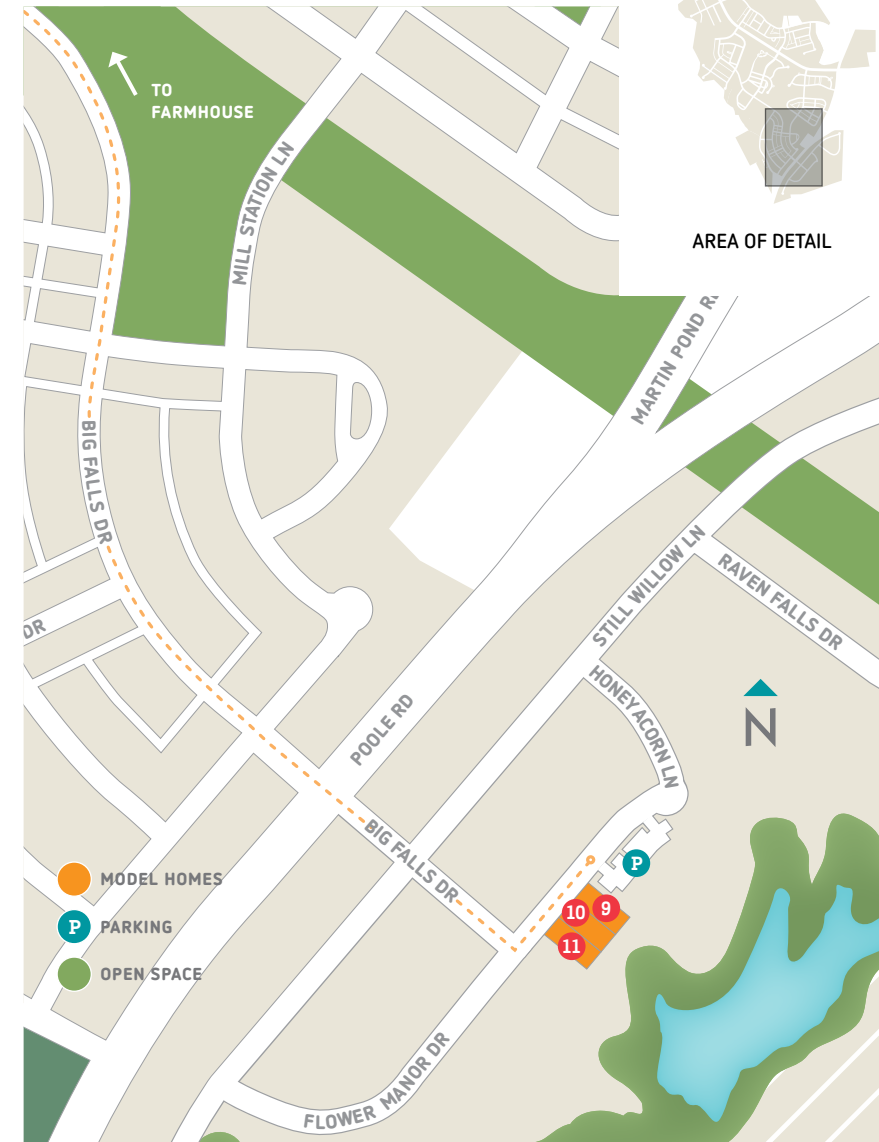 TO
FARMHOUSE
AREA OF DETAIL
MILL STATION LN
MARTIN POND
BIG FALLS DR
STILL WILLOW LN
RAVEN FALLS DR
DR
HONEYACORN LN
N
POOLE RD
BIG FALLS DR
MODEL HOMES
P
P PARKING
10 9
11
OPEN SPACE
FLOWER MANOR DR